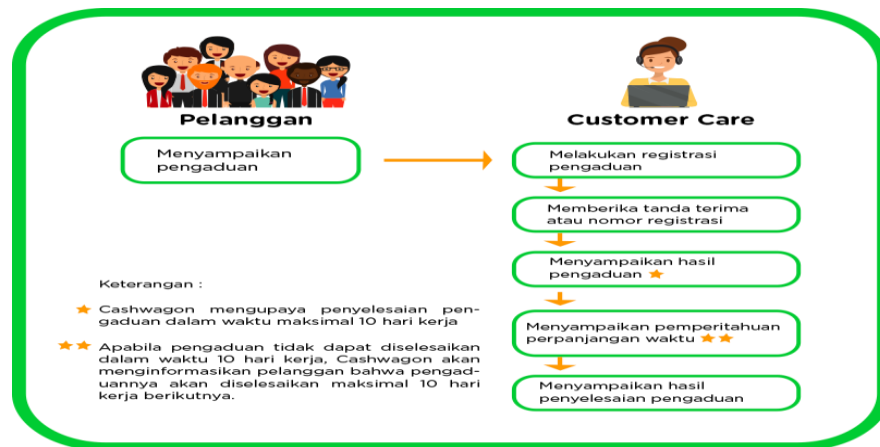 Pelanggan
Customer Care
Menyampaikan
pengaduan
Melakukan registrasi
pengaduan
Memberika tanda terima
atau nomor registrasi
Menyampaikan hasil
pengaduan
Menyampaikan pemperitahuan
perpanjangan waktu
Menyampaikan hasil
penyelesaian pengaduan
Keterangan :
Cashwagon mengupaya penyelesaian pen-
gaduan dalam waktu maksimal 10 hari kerja
Apabila pengaduan tidak dapat diselesaikan
dalam waktu 10 hari kerja, Cashwagon akan
menginformasikan pelanggan bahwa pengad-
uannya akan diselesaikan maksimal 10 hari
kerja berikutnya.